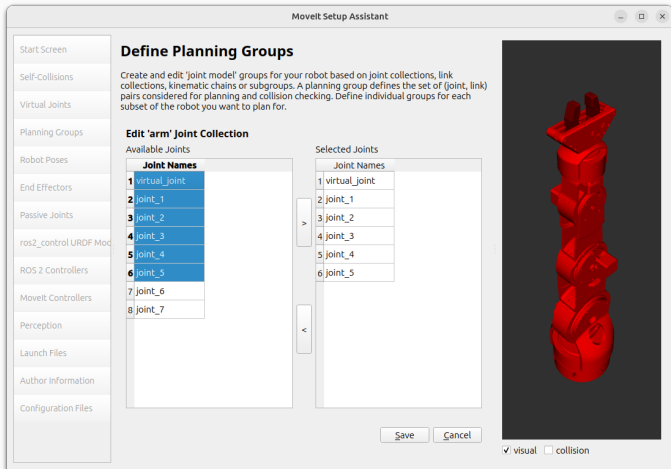 MoveIt Setup Assistant
Start Screen
Self-Collisions
Virtual Joints
Planning Groups
Robot Poses
End Effectors
Passive Joints
ros2_control URDF Mod
ROS 2 Controllers
MoveIt Controllers
Perception
Launch Files
Author Information
Configuration Files
Define Planning Groups
Create and edit 'joint model' groups for your robot based on joint collections, link
collections, kinematic chains or subgroups. A planning group defines the set of (joint, link)
pairs considered for planning and collision checking. Define individual groups for each
subset of the robot you want to plan for.
Edit 'arm' Joint Collection
Available Joints
Joint Names
1 virtual_joint
2 joint_1
3 joint_2
4 joint_3
5 joint_4
6 joint_5
7 joint_6
8 joint_7
>
<
Selected Joints
Joint Names
1 virtual_joint
2 joint_1
3 joint_2
4 joint_3
5 joint_4
6 joint_5
Save
Cancel
visual
collision